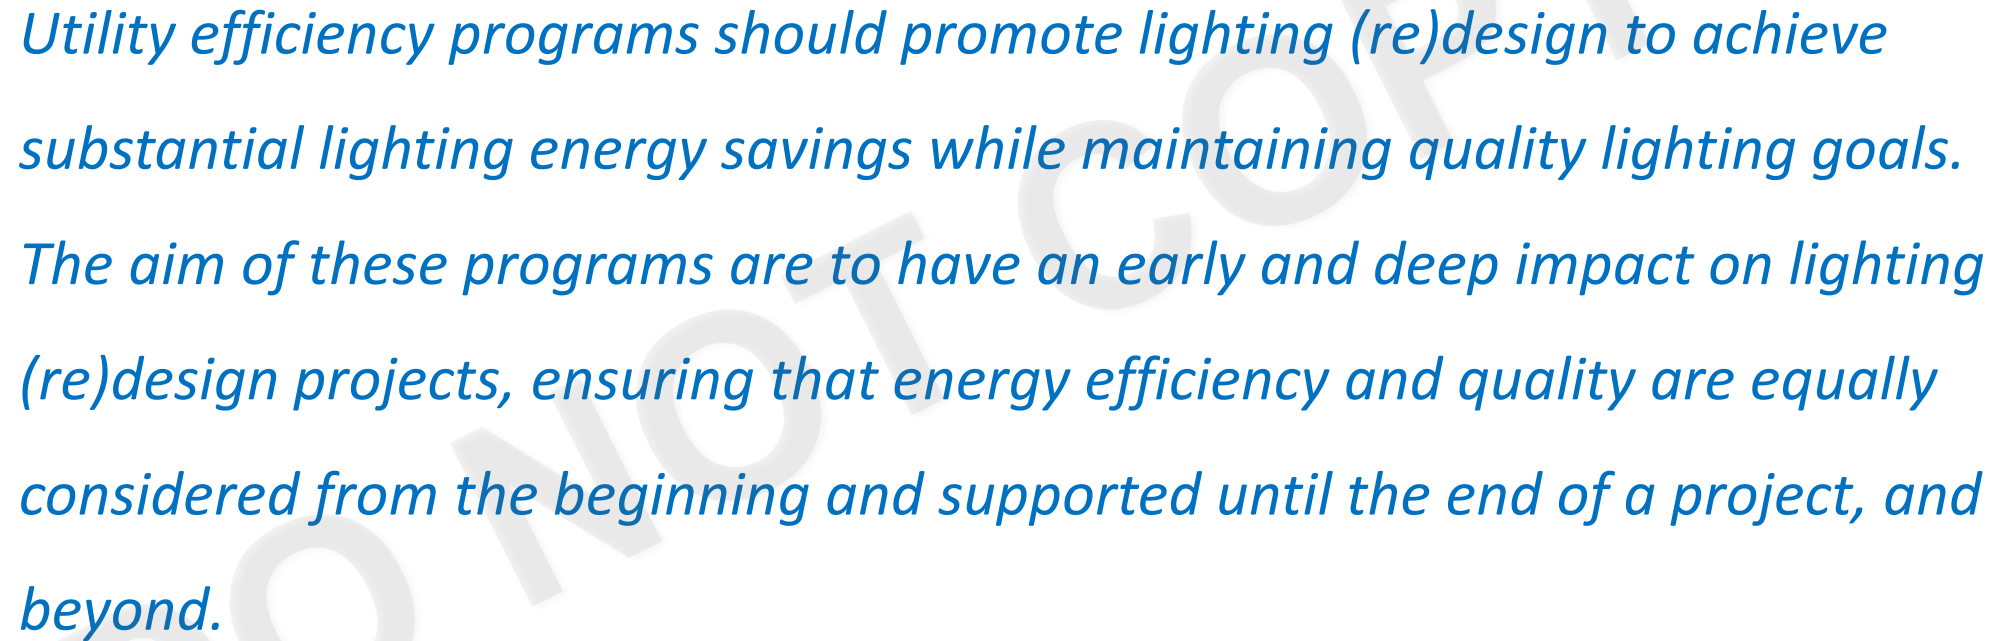 Utility efficiency programs should promote lighting (re)design to achieve
substantial lighting energy savings while maintaining quality lighting goals.
The aim of these programs are to have an early and deep impact on lighting
(re)design projects, ensuring that energy efficiency and quality are equally
considered from the beginning and supported until the end of a project, and
beyond.
DO NOT COPY